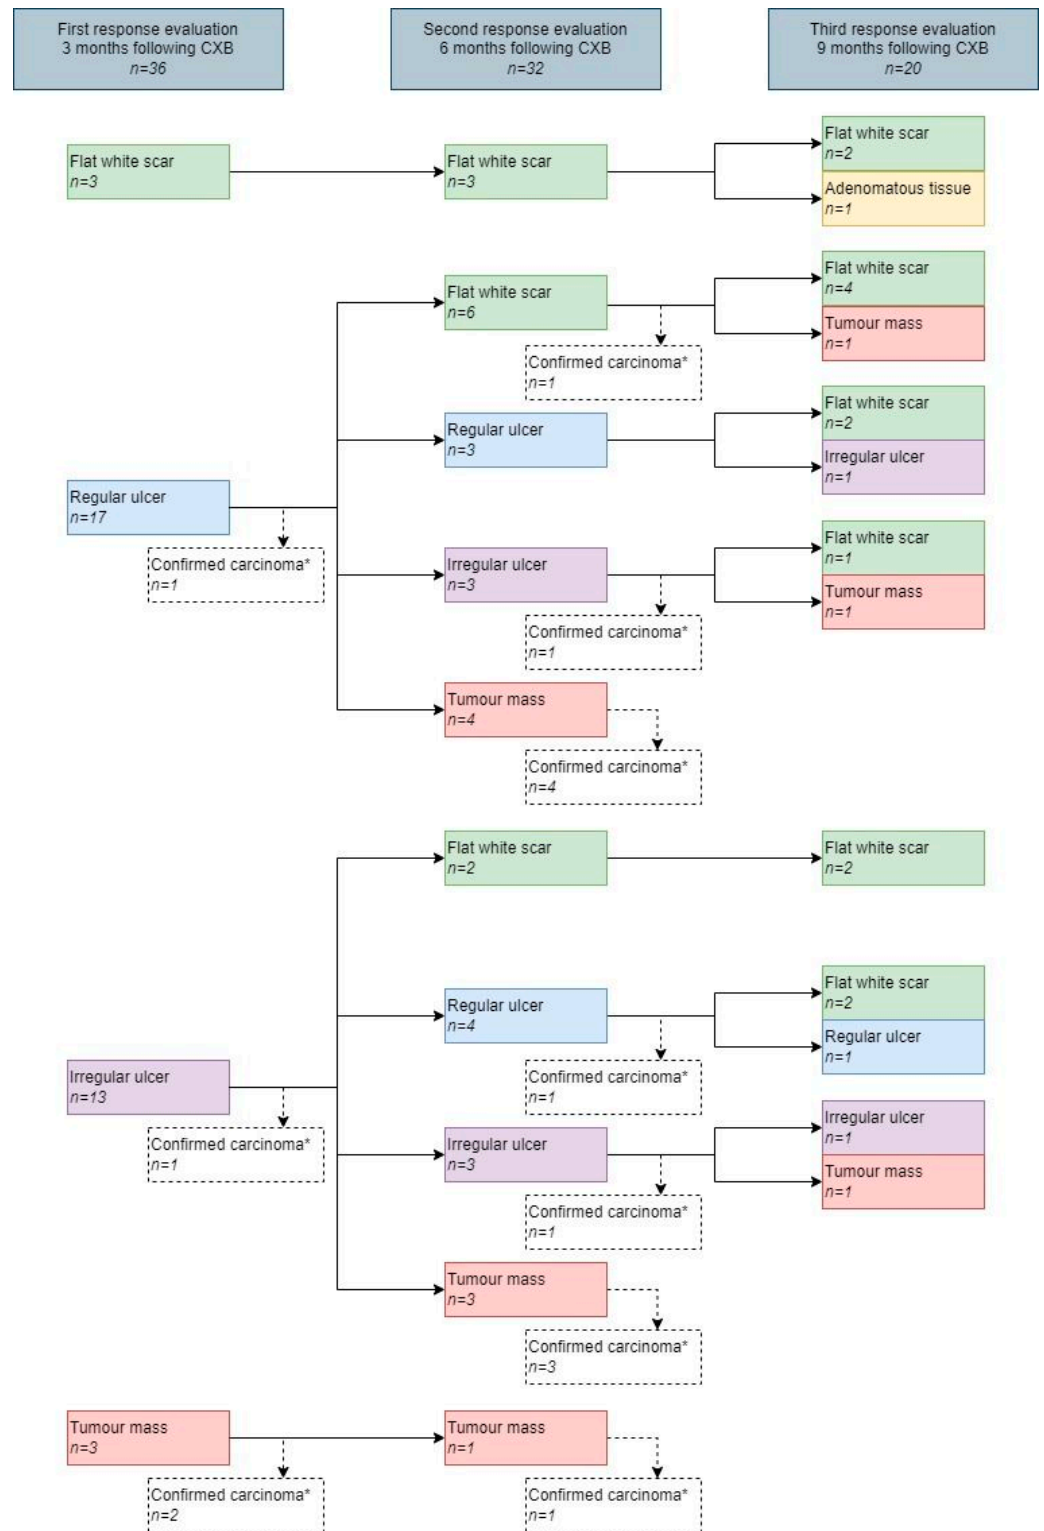 First response evaluation
3 months following CXB
n=36
Second response evaluation
6 months following CXB
n=32
Third response evaluation
9 months following CXB
n=20
Flat white scar
n=3
Flat white scar
n=3
Flat white scar
n=2
Adenomatous tissue
n=1
Flat white scar
n=6
Confirmed carcinoma*
n=1
Flat white scar
n=4
Tumour mass
n=1
Regular ulcer
n=3
Flat white scar
n=2
Irregular ulcer
n=1
Regular ulcer
n=17
Confirmed carcinoma*
n=1
Irregular ulcer
n=3
Confirmed carcinoma*
n=1
Flat white scar
n=1
Tumour mass
n=1
Tumour mass
n=4
Confirmed carcinoma*
n=4
Flat white scar
n=2
Flat white scar
n=2
Regular ulcer
n=4
Confirmed carcinoma*
n=1
Flat white scar
n=2
Regular ulcer
n=1
Irregular ulcer
n=13
Confirmed carcinoma*
n=1
Irregular ulcer
n=3
Confirmed carcinoma*
n=1
Irregular ulcer
n=1
Tumour mass
n=1
Tumour mass
n=3
Confirmed carcinoma*
n=3
Tumour mass
n=3
Confirmed carcinoma*
n=2
Tumour mass
n=1
Confirmed carcinoma*
n=1